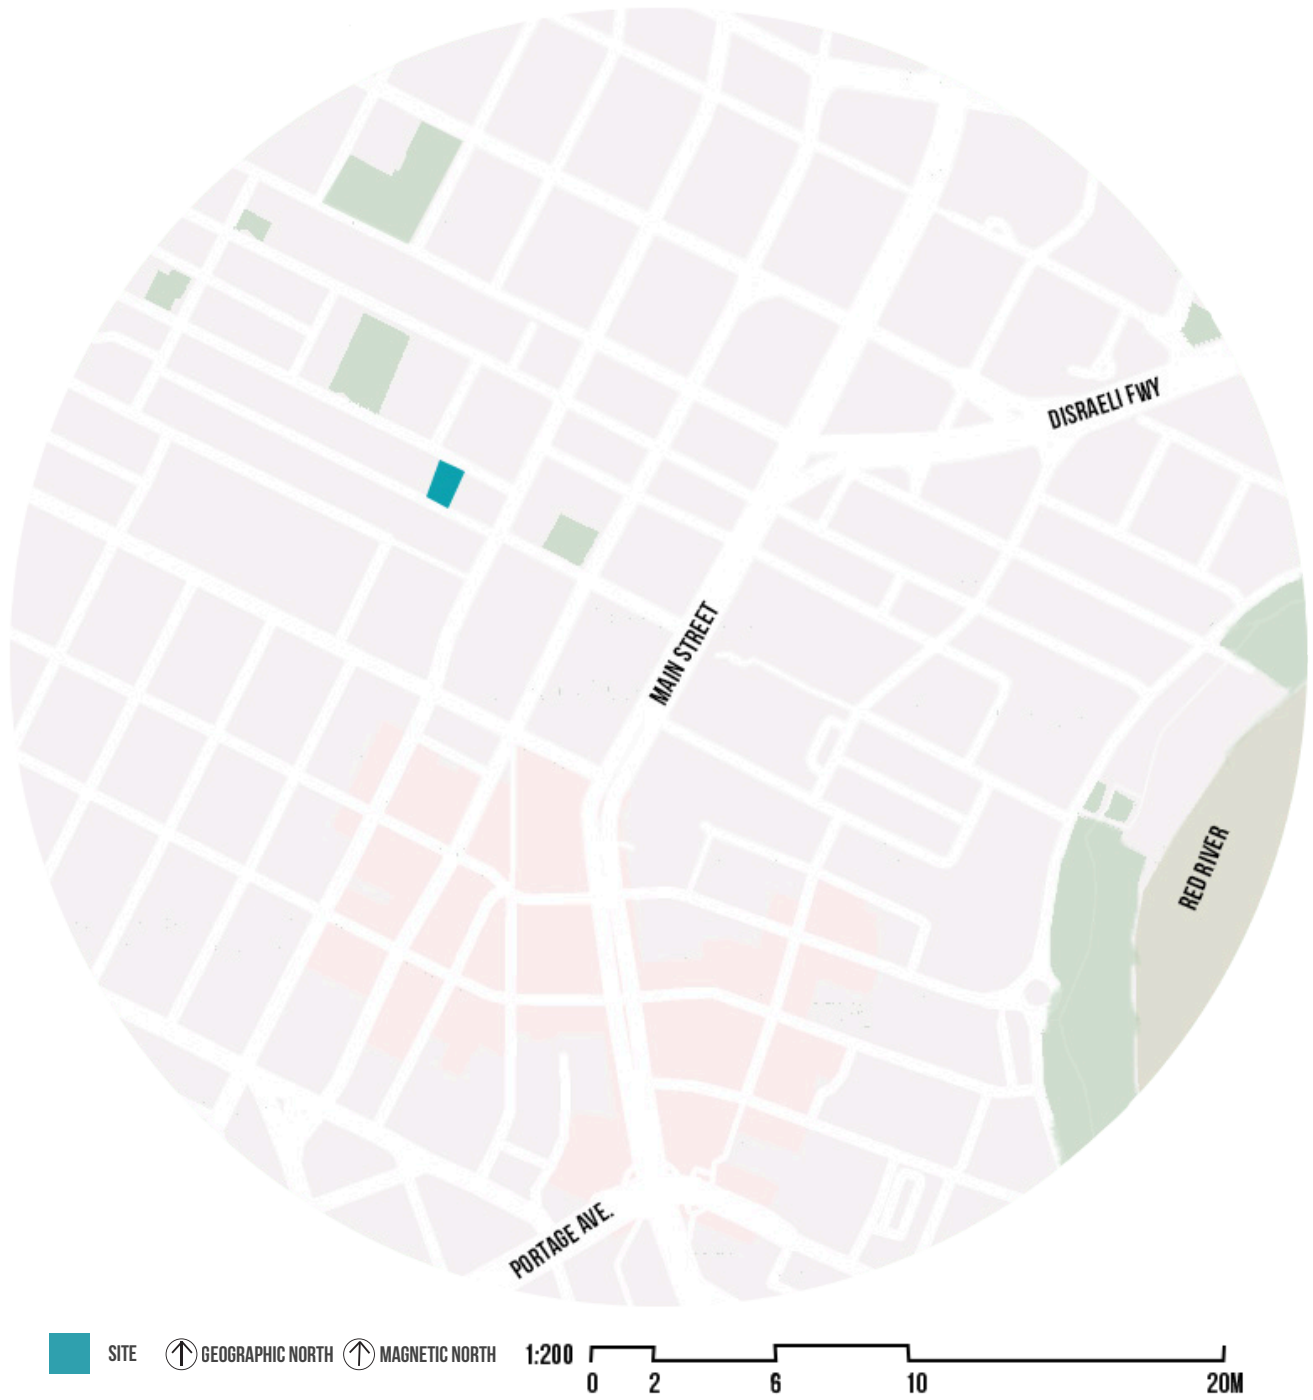 DISRAELI FWY
MAIN STREET
RED RIVER
PORTAGE AVE.
SITE
GEOGRAPHIC NORTH
MAGNETIC NORTH
1:200
0 2 6 10 20M